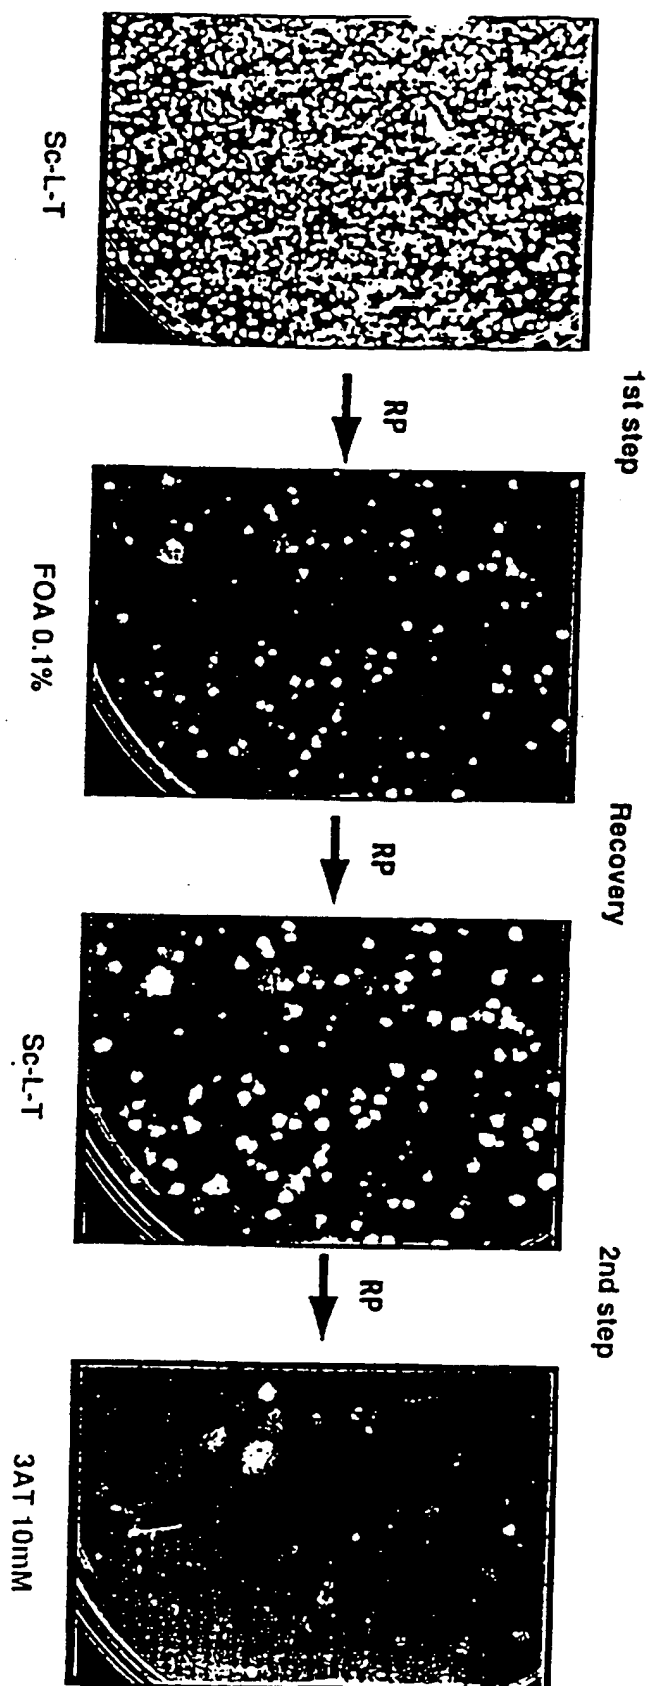 1st step
Recovery
2nd step
RP
RP
RP
Sc-L-T
FOA 0.1%
Sc-L-T
3AT 10mM